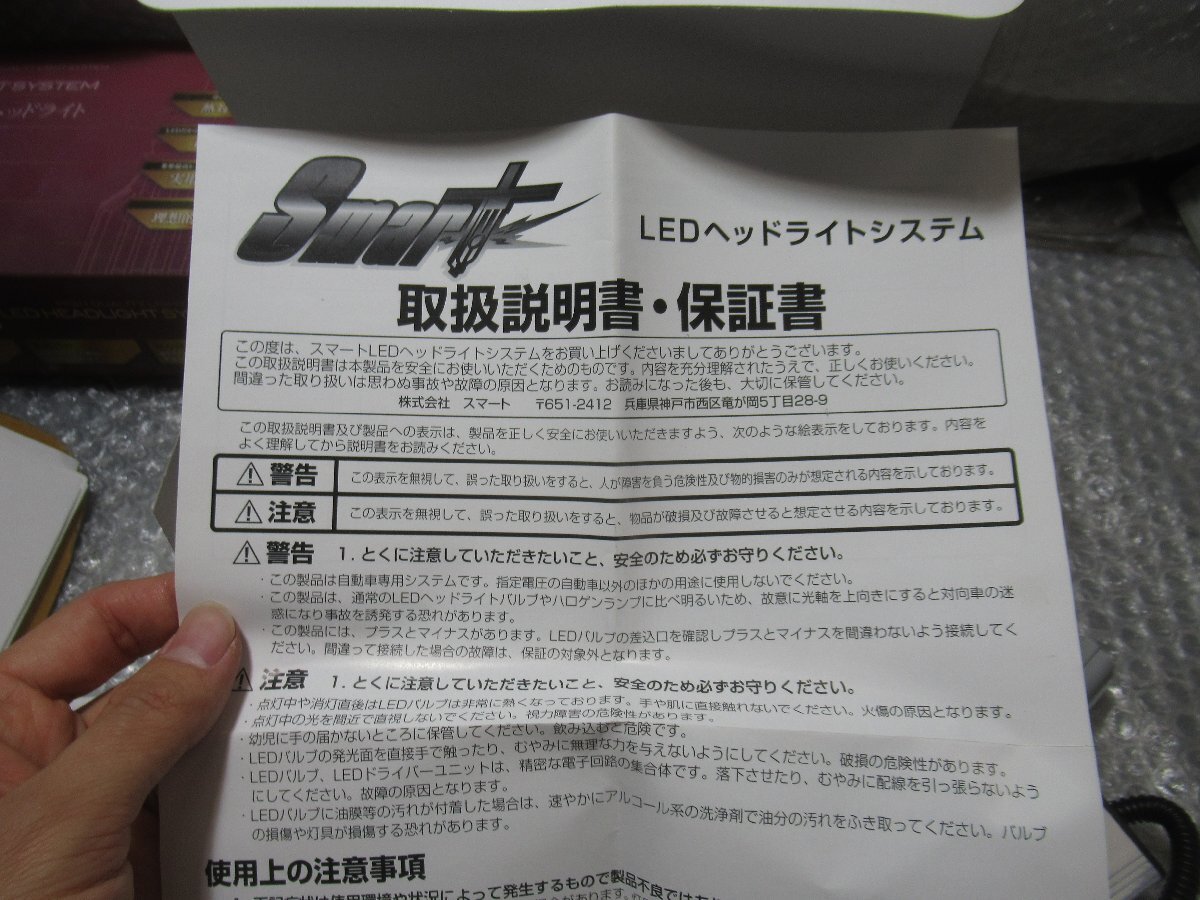 T SYSTEM
ヘッドライト
LED HEADLIGHT SY
Smart
LEDヘッドライトシステム
取扱説明書・保証書
この度は、スマートLEDヘッドライトシステムをお買い上げくださいましてありがとうございます。
この取扱説明書は本製品を安全にお使いいただくためのものです。内容を充分理解されたうえで、正しくお使いください。
間違った取り扱いは思わぬ事故や故障の原因となります。お読みになった後も、大切に保管してください。
株式会社 スマート 〒651-2412 兵庫県神戸市西区竜が岡5丁目28-9
この取扱説明書及び製品への表示は、製品を正しく安全にお使いいただきますよう、次のような絵表示をしております。内容を
よく理解してから説明書をお読みください。
⚠警告 この表示を無視して、誤った取り扱いをすると、人が障害を負う危険性及び物的損害のみが想定される内容を示しております。
⚠注意 この表示を無視して、誤った取り扱いをすると、物品が破損及び故障させると想定させる内容を示しております。
⚠警告 1. とくに注意していただきたいこと、安全のため必ずお守りください。
・この製品は自動車専用システムです。指定電圧の自動車以外のほかの用途に使用しないでください。
・この製品は、通常のLEDヘッドライトバルブやハロゲンランプに比べ明るいため、故意に光軸を上向きにすると対向車の迷
惑になり事故を誘発する恐れがあります。
・この製品には、プラスとマイナスがあります。LEDバルブの差込口を確認しプラスとマイナスを間違わないよう接続してく
ださい。間違って接続した場合の故障は、保証の対象外となります。
⚠注意 1. とくに注意していただきたいこと、安全のため必ずお守りください。
・点灯中や消灯直後はLEDバルブは非常に熱くなっております。手や肌に直接触れないでください。火傷の原因となります。
・点灯中の光を間近で直視しないでください。視力障害の危険性があります。
・幼児に手の届かないところに保管してください。飲み込むと危険です。
・LEDバルブの発光面を直接手で触ったり、むやみに無理な力を与えないようにしてください。破損の危険性があります。
・LEDバルブ、LEDドライバーユニットは、精密な電子回路の集合体です。落下させたり、むやみに配線を引っ張らないよう
にしてください。故障の原因となります。
・LEDバルブに油膜等の汚れが付着した場合は、速やかにアルコール系の洗浄剤で油分の汚れをふき取ってください。バルブ
の損傷や灯具が損傷する恐れがあります。
使用上の注意事項
1. 下記症状は使用環境や状況によって発生するもので製品不良ではあ